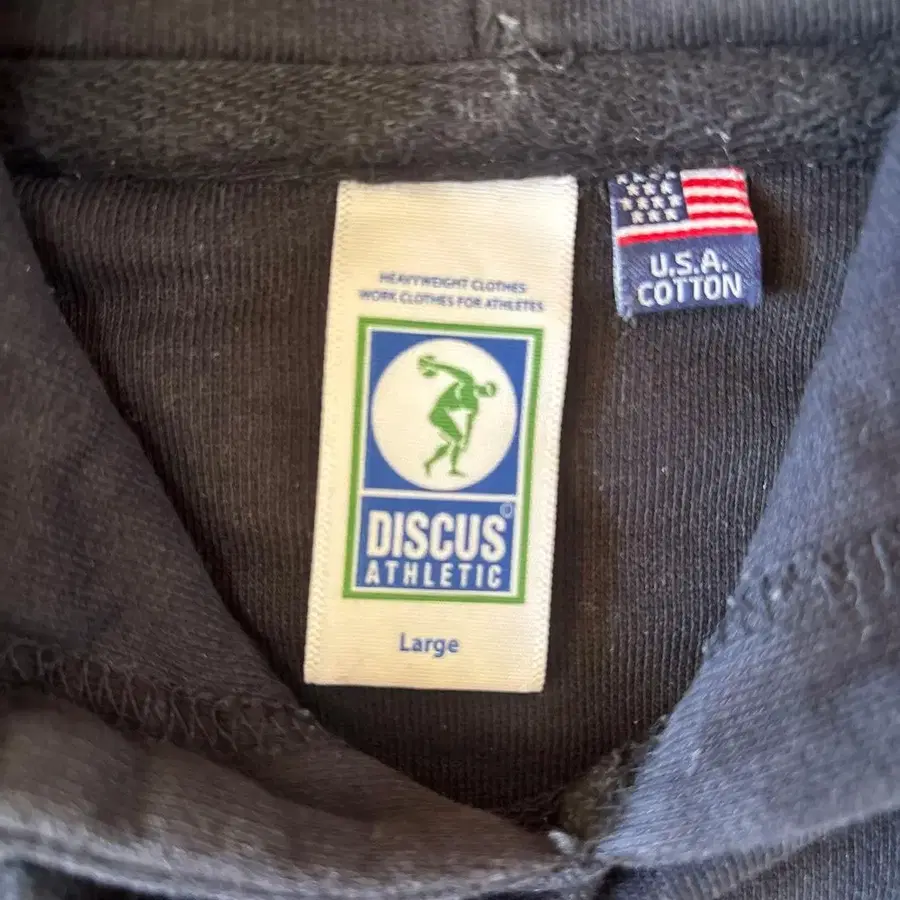 HEAVYWEIGHT CLOTHES
WORK CLOTHES FOR ATHLETES
DISCUS©
ATHLETIC
Large
U.S.A.
COTTON